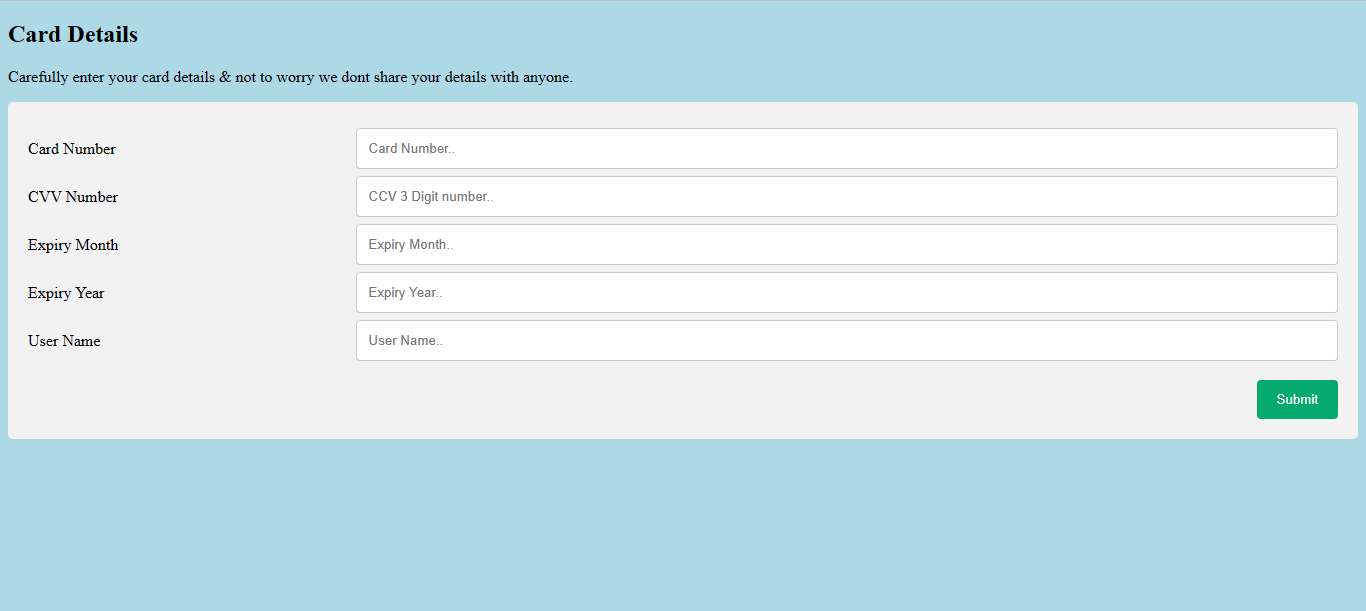 Card Details
Carefully enter your card details & not to worry we dont share your details with anyone.
Card Number
Card Number..
CVV Number
CCV 3 Digit number..
Expiry Month
Expiry Month..
Expiry Year
Expiry Year..
User Name
User Name..
Submit